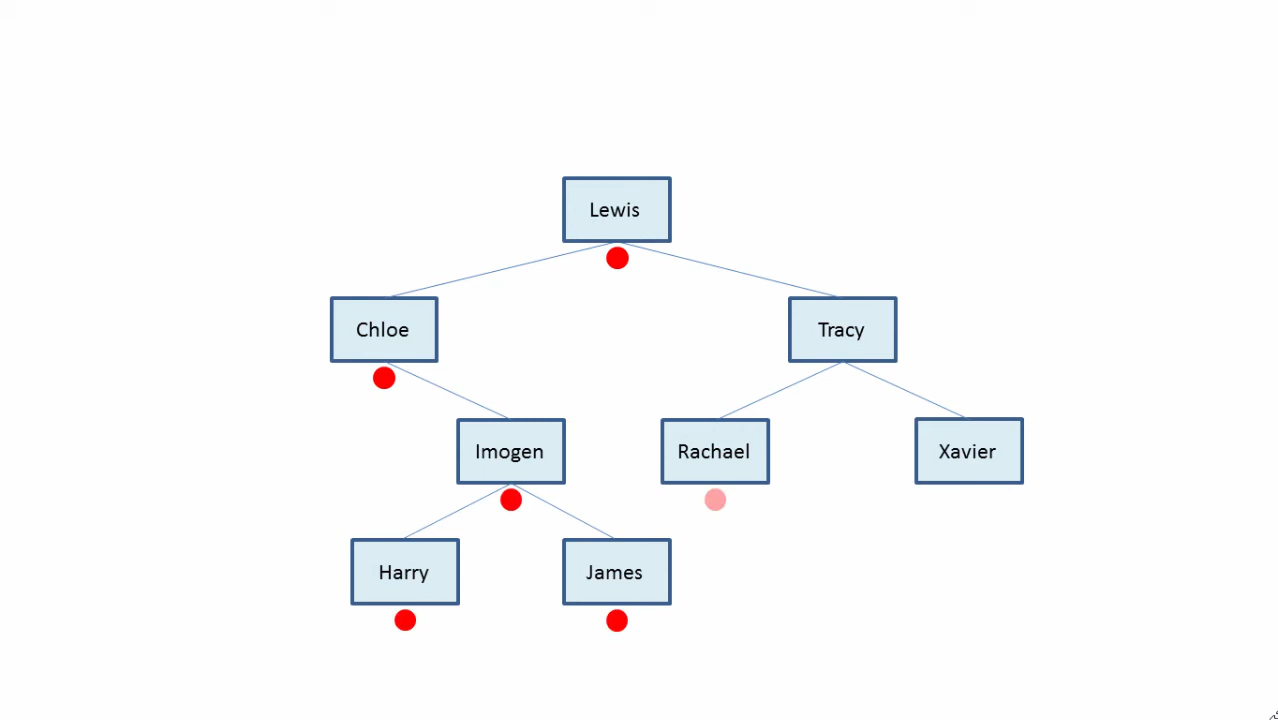 Lewis
Chloe
Tracy
Imogen
Rachael
Xavier
Harry
James